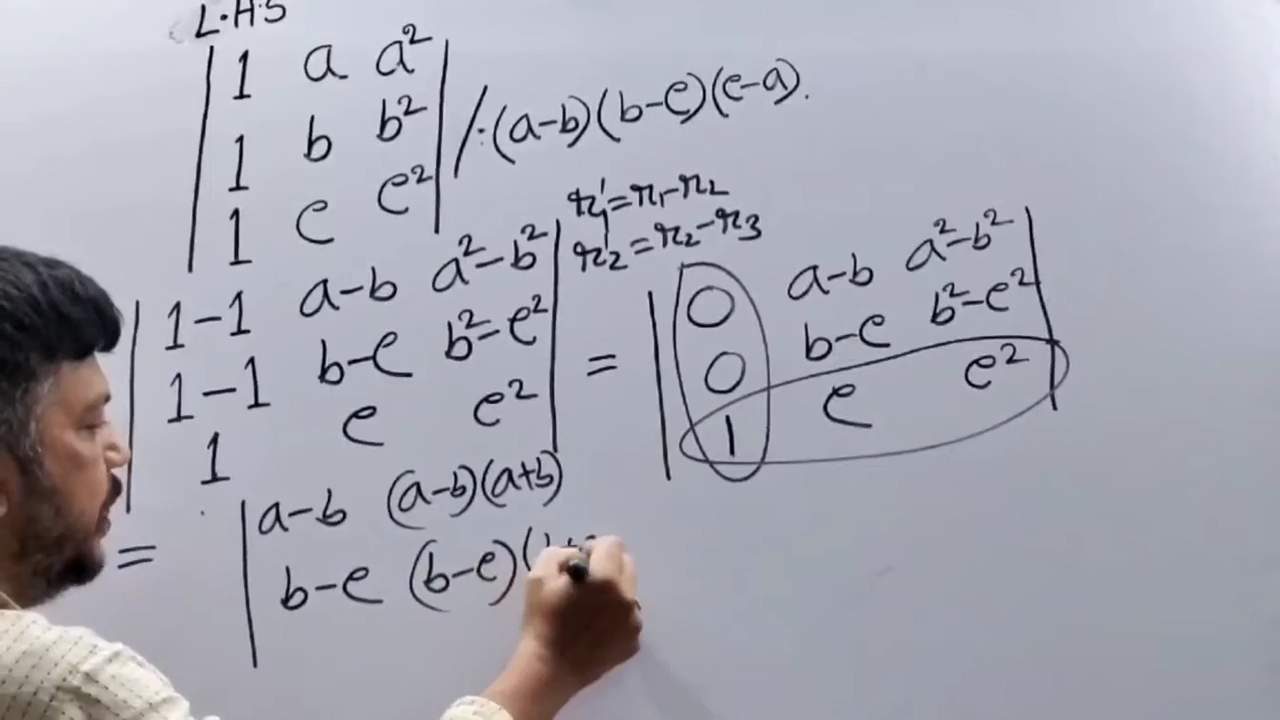 L.H.S
| 1 a a² |
| 1 b b² | /÷(a-b)(b-c)(c-a).
| 1 c c² |
r₁' = r₁-r₂
r₂' = r₂-r₃
| 1-1 a-b a²-b² |
| 1-1 b-c b²-c² |
| 1 c c² |
=
| 0 a-b a²-b² |
| 0 b-c b²-c² |
| 1 c c² |
= | a-b (a-b)(a+b)
| b-c (b-c)(b+